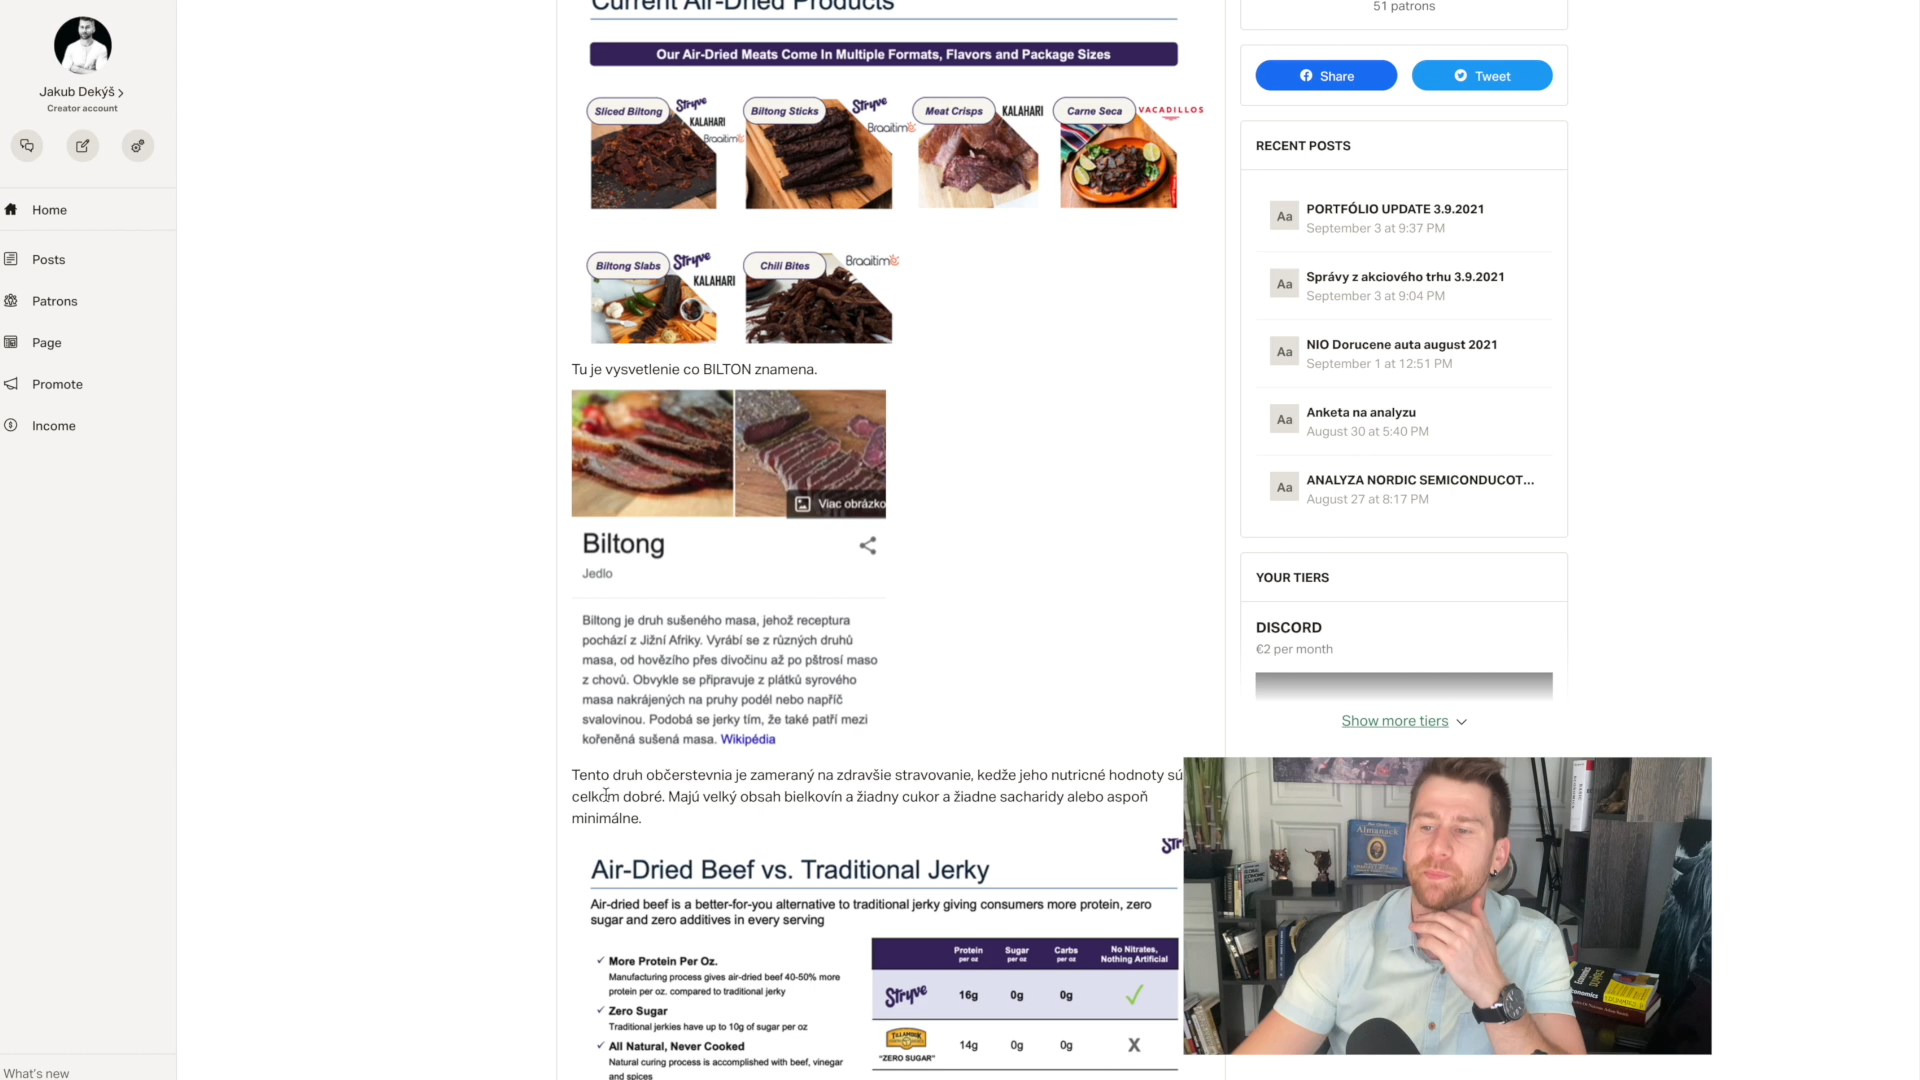 Current Air-Dried Products
51 patrons
Jakub Dekýš
Creator account
Our Air-Dried Meats Come In Multiple Formats, Flavors and Package Sizes
Share
Tweet
Sliced Biltong
Stryve
KALAHARI
Braaitime
Biltong Sticks
Stryve
Braaitime
Meat Crisps
KALAHARI
Carne Seca
VACADILLOS
RECENT POSTS
Home
Aa
PORTFÓLIO UPDATE 3.9.2021
September 3 at 9:37 PM
Posts
Biltong Slabs
Stryve
KALAHARI
Chili Bites
Braaitime
Aa
Správy z akciového trhu 3.9.2021
September 3 at 9:04 PM
Patrons
Page
Aa
NIO Dorucene auta august 2021
September 1 at 12:51 PM
Tu je vysvetlenie co BILTON znamena.
Promote
Aa
Anketa na analyzu
August 30 at 5:40 PM
Income
Aa
ANALYZA NORDIC SEMICONDUCOT...
August 27 at 8:17 PM
Viac obrázko
Biltong
Jedlo
YOUR TIERS
DISCORD
€2 per month
Show more tiers
Biltong je druh sušeného masa, jehož receptura
pochází z Jižní Afriky. Vyrábí se z různých druhů
masa, od hovězího přes divočinu až po pštrosí maso
z chovů. Obvykle se připravuje z plátků syrového
masa nakrájených na pruhy podél nebo napříč
svalovinou. Podobá se jerky tím, že také patří mezi
kořeněná sušená masa. Wikipédia
Tento druh občerstevnia je zameraný na zdravšie stravovanie, kedže jeho nutricné hodnoty sú
celkom dobré. Majú velký obsah bielkovín a žiadny cukor a žiadne sacharidy alebo aspoň
minimálne.
Str
Air-Dried Beef vs. Traditional Jerky
Air-dried beef is a better-for-you alternative to traditional jerky giving consumers more protein, zero
sugar and zero additives in every serving
More Protein Per Oz.
Manufacturing process gives air-dried beef 40-50% more
protein per oz. compared to traditional jerky
Zero Sugar
Traditional jerkies have up to 10g of sugar per oz
All Natural, Never Cooked
Natural curing process is accomplished with beef, vinegar
and spices
Protein per oz
Sugar per oz
Carbs per oz
No Nitrates, Nothing Artificial
Stryve
16g
0g
0g
TILLAMOOK
"ZERO SUGAR"
14g
0g
0g
X
Almanack
What's new